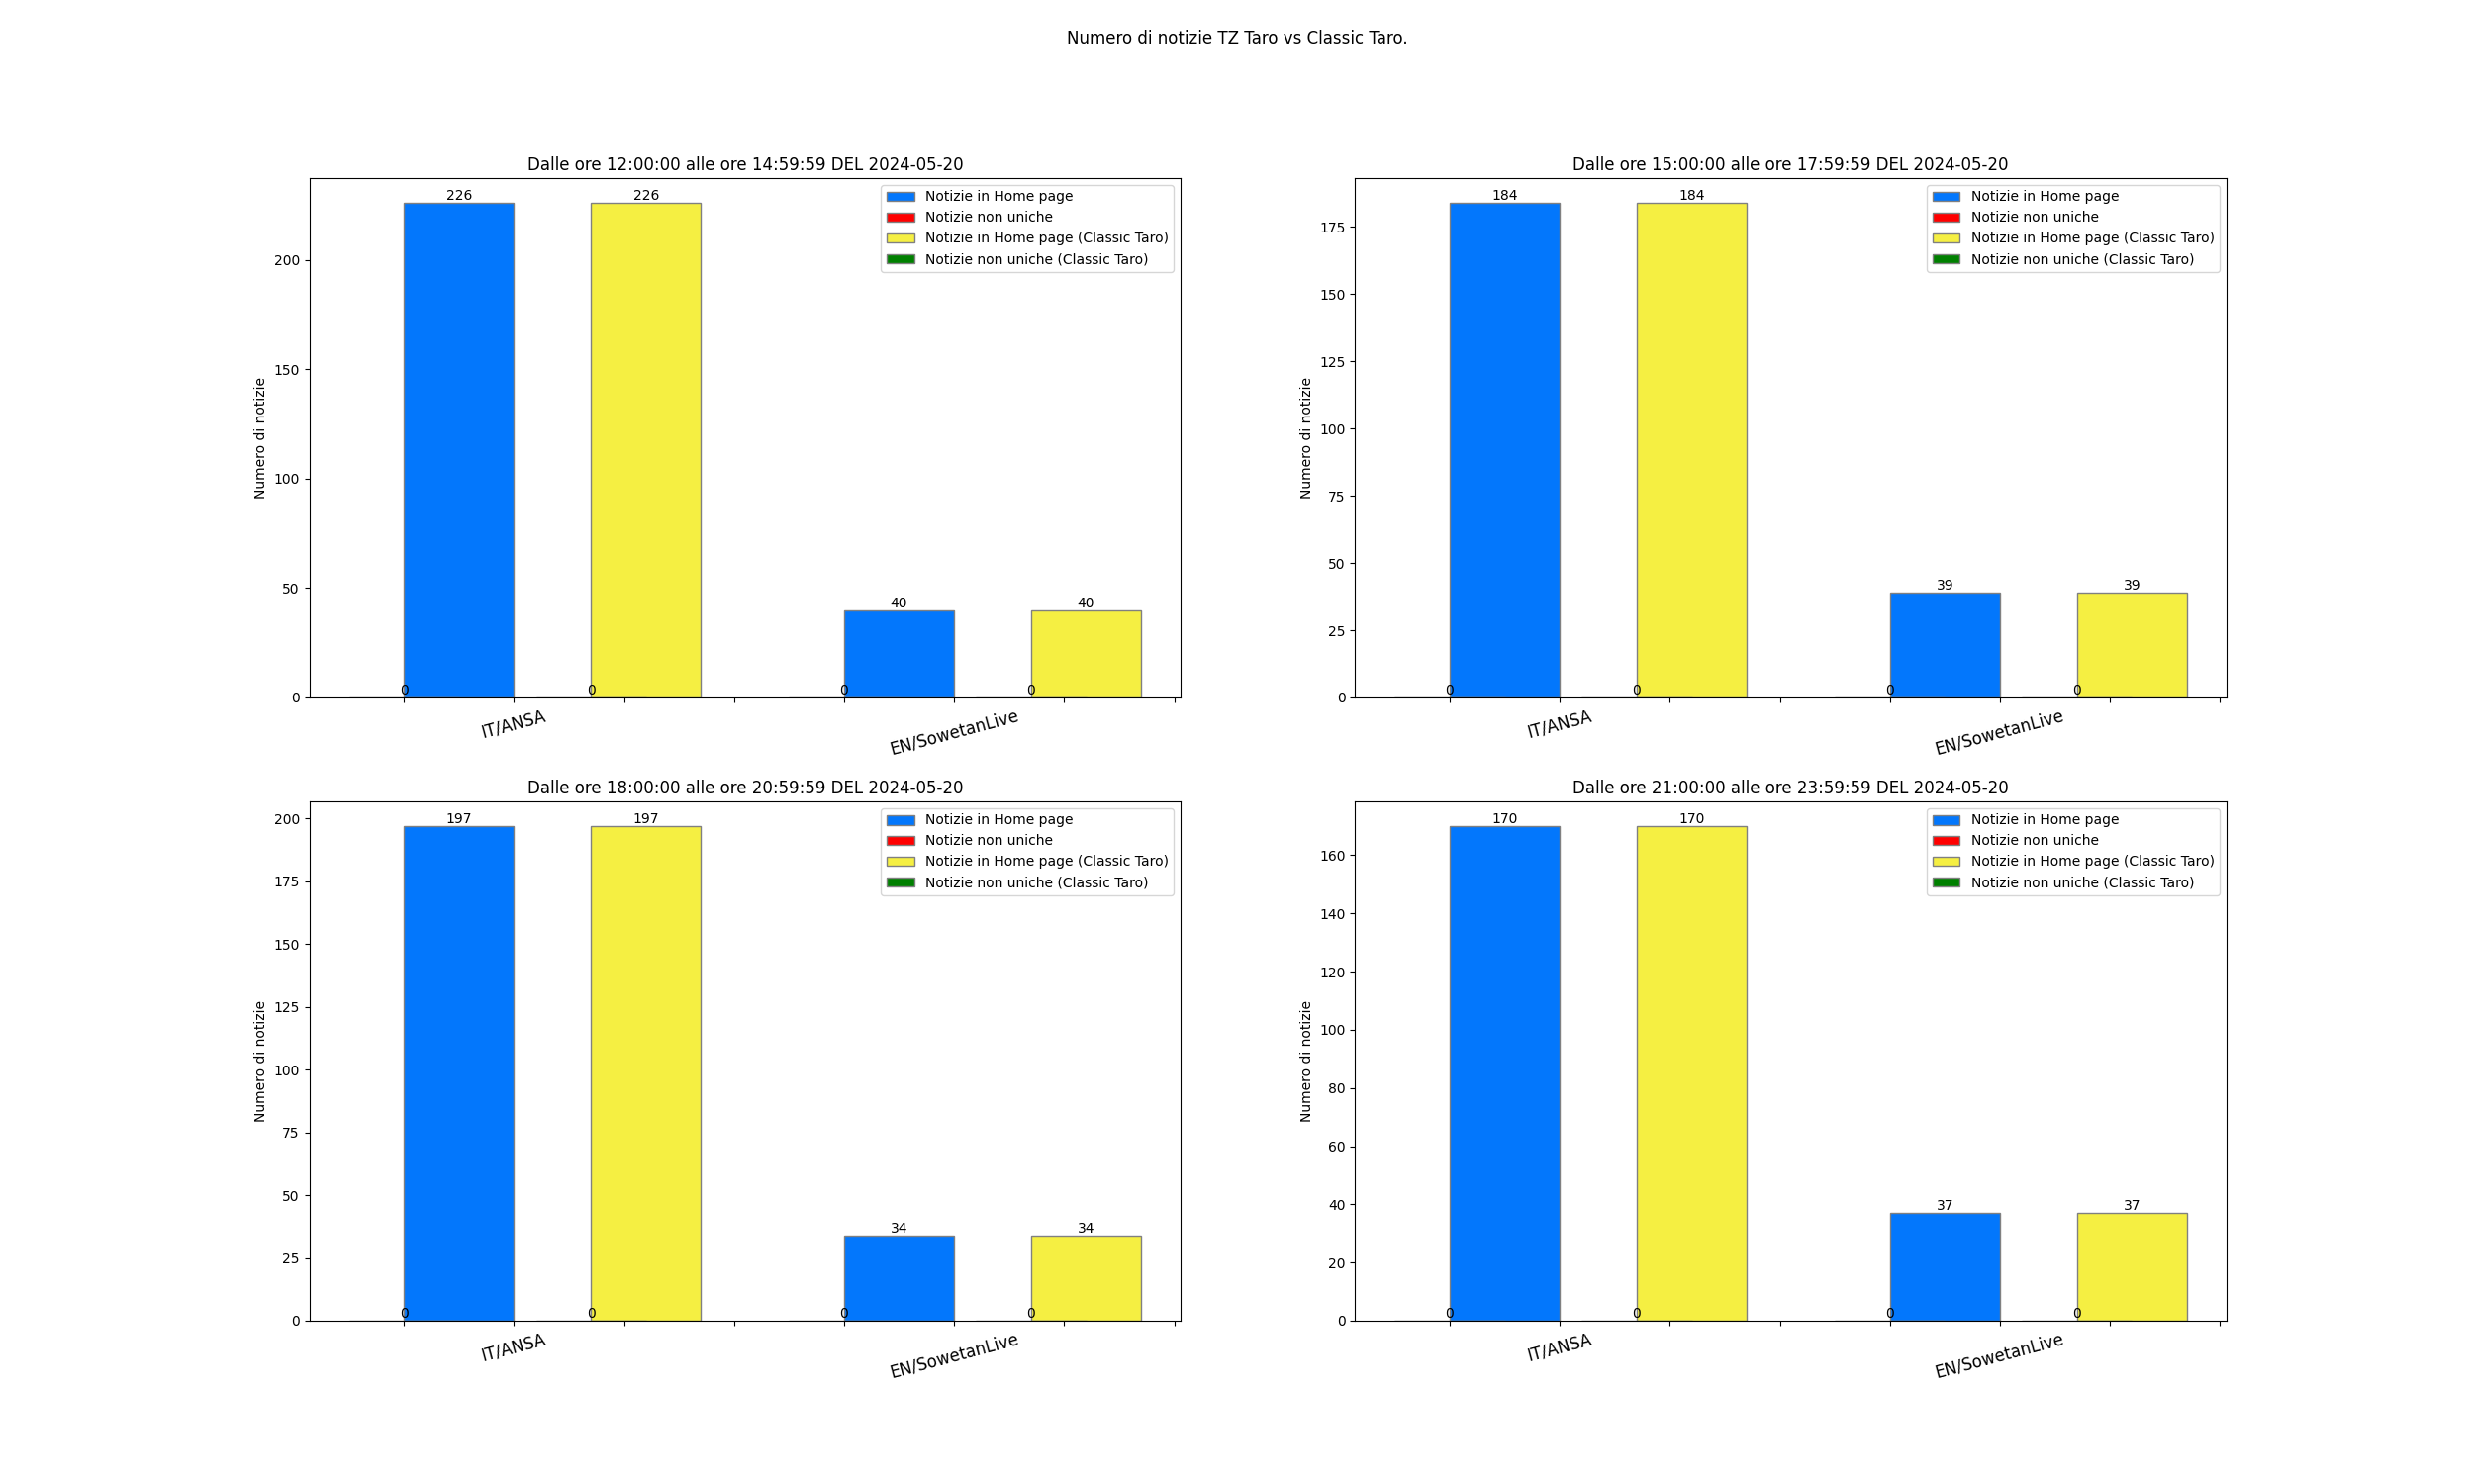 Numero di notizie TZ Taro vs Classic Taro.
Dalle ore 12:00:00 alle ore 14:59:59 DEL 2024-05-20
Numero di notizie
200
150
100
50
0
226
226
40
40
0
0
0
0
Notizie in Home page
Notizie non uniche
Notizie in Home page (Classic Taro)
Notizie non uniche (Classic Taro)
IT/ANSA
EN/SowetanLive
Dalle ore 15:00:00 alle ore 17:59:59 DEL 2024-05-20
Numero di notizie
175
150
125
100
75
50
25
0
184
184
39
39
0
0
0
0
Notizie in Home page
Notizie non uniche
Notizie in Home page (Classic Taro)
Notizie non uniche (Classic Taro)
IT/ANSA
EN/SowetanLive
Dalle ore 18:00:00 alle ore 20:59:59 DEL 2024-05-20
Numero di notizie
200
175
150
125
100
75
50
25
0
197
197
34
34
0
0
0
0
Notizie in Home page
Notizie non uniche
Notizie in Home page (Classic Taro)
Notizie non uniche (Classic Taro)
IT/ANSA
EN/SowetanLive
Dalle ore 21:00:00 alle ore 23:59:59 DEL 2024-05-20
Numero di notizie
160
140
120
100
80
60
40
20
0
170
170
37
37
0
0
0
0
Notizie in Home page
Notizie non uniche
Notizie in Home page (Classic Taro)
Notizie non uniche (Classic Taro)
IT/ANSA
EN/SowetanLive